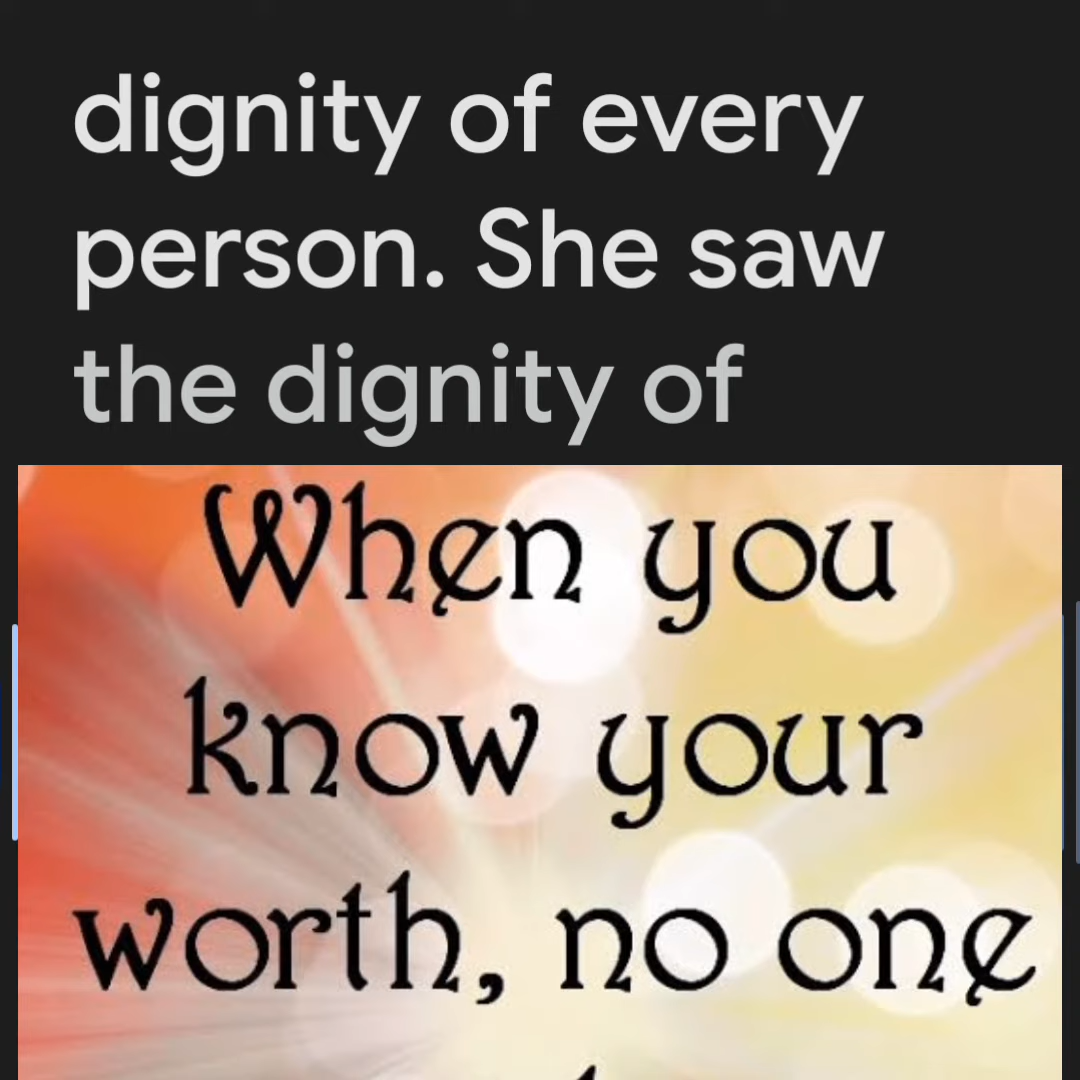 dignity of every
person. She saw
the dignity of
When you
know your
worth, no one